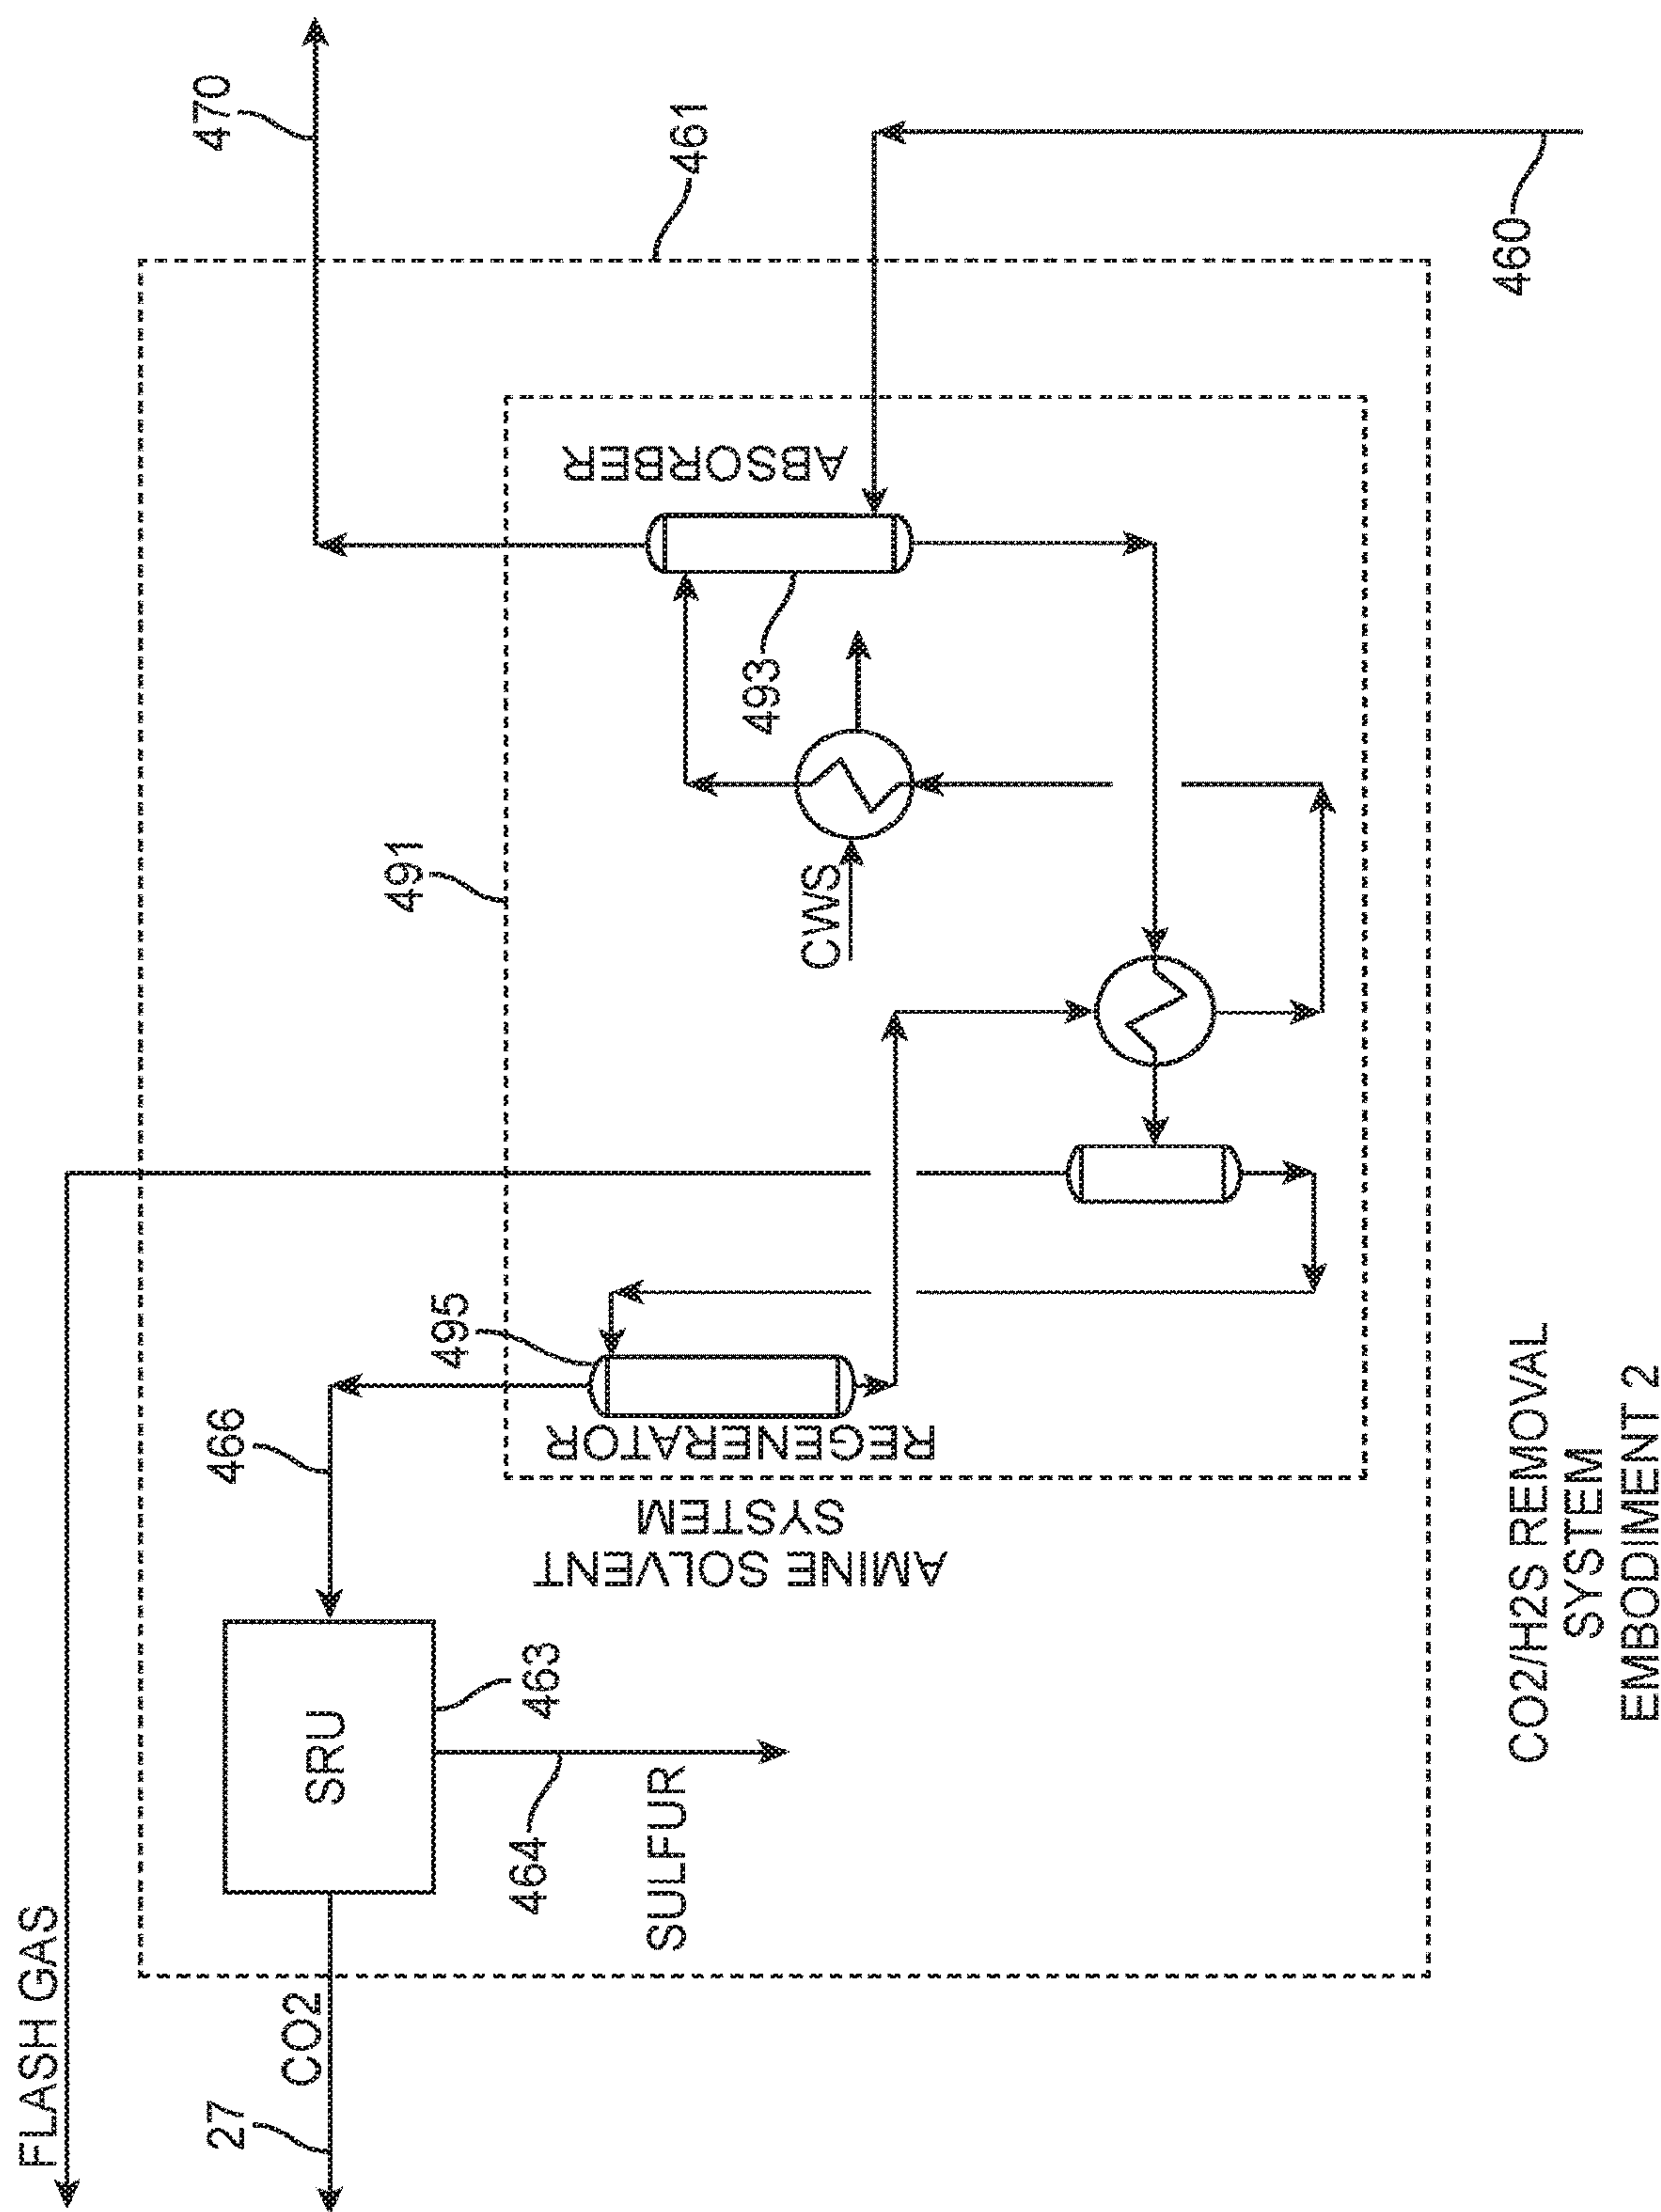 FLASH GAS
27
CO2
SRU
463
464
SULFUR
466
495
REGENERATOR
AMINE SOLVENT
SYSTEM
491
CWS
493
ABSORBER
470
461
460
CO2/H2S REMOVAL
SYSTEM
EMBODIMENT 2